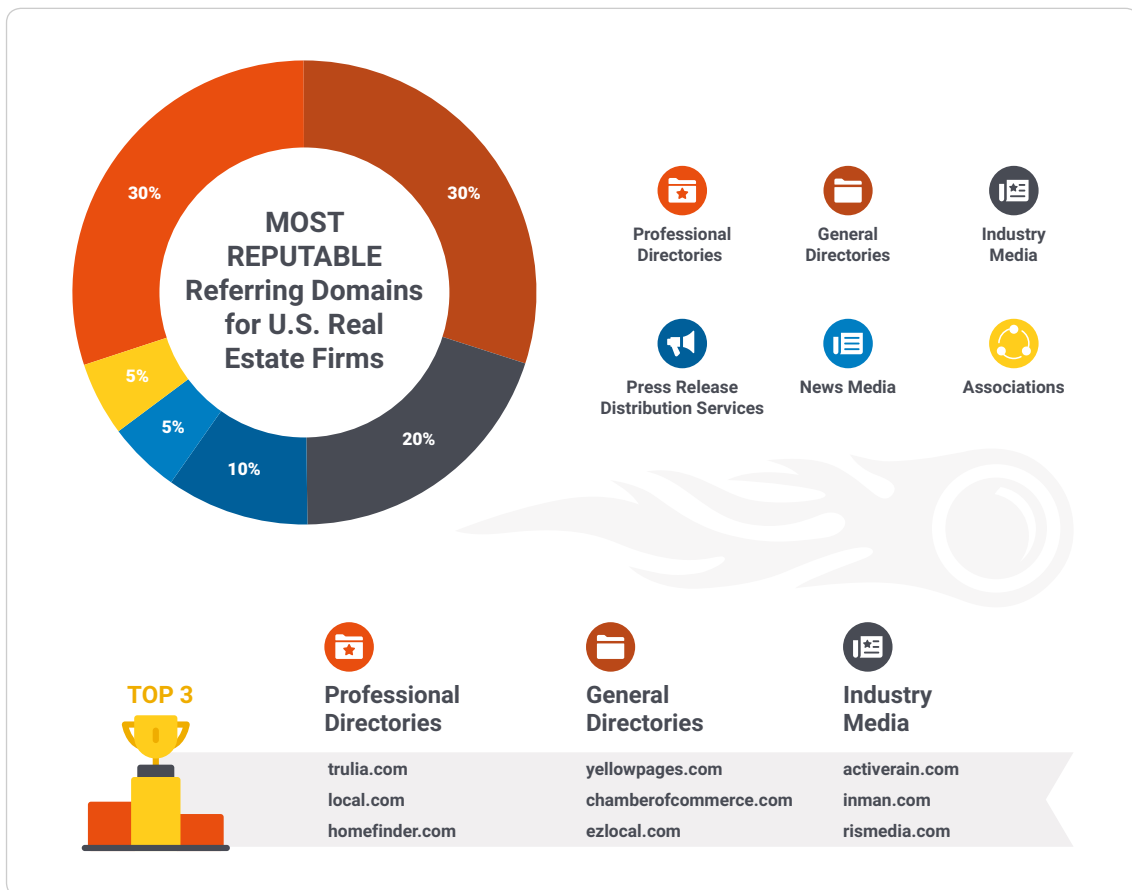 30%
30%
MOST
REPUTABLE
Referring Domains
for U.S. Real
Estate Firms
5%
5%
10%
20%
Professional
Directories
General
Directories
Industry
Media
Press Release
Distribution Services
News Media
Associations
TOP 3
Professional
Directories
General
Directories
Industry
Media
trulia.com
yellowpages.com
activerain.com
local.com
chamberofcommerce.com
inman.com
homefinder.com
ezlocal.com
rismedia.com